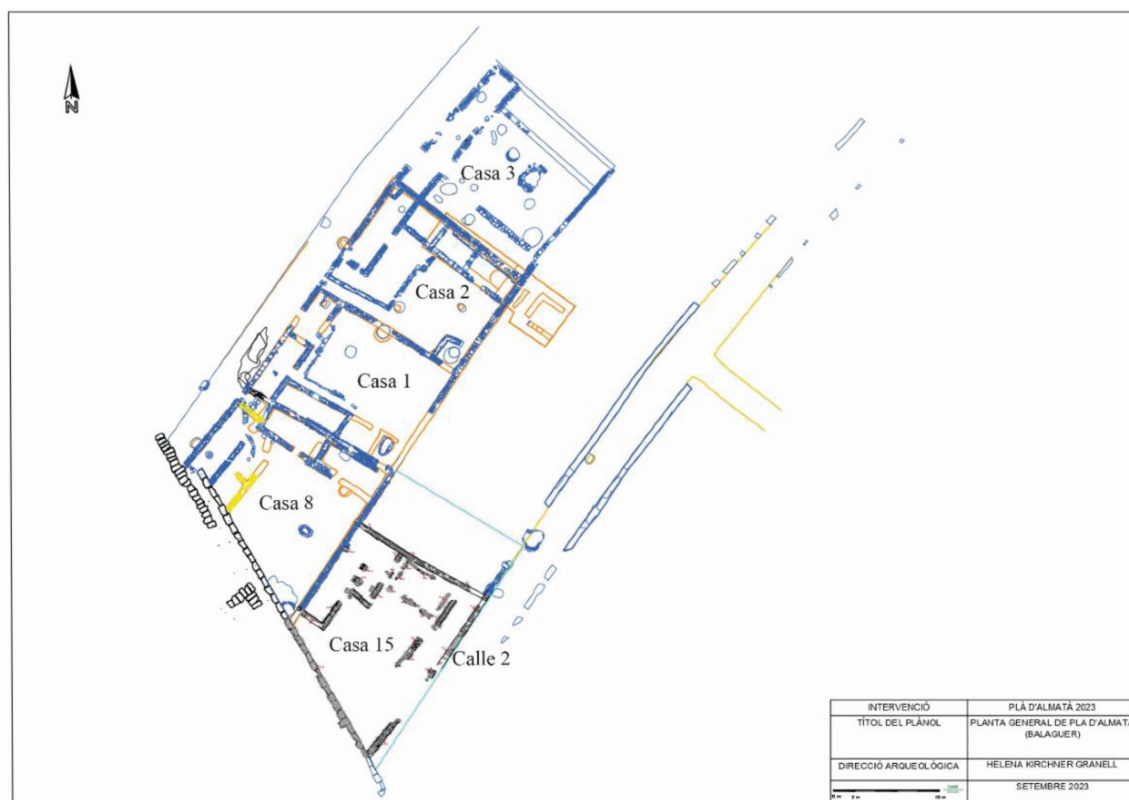 N
Casa 3
Casa 2
Casa 1
Casa 8
Casa 15
Calle 2
INTERVENCIÓ
PLÀ D'ALMATÀ 2023
TÍTOL DEL PLÀNOL
PLANTA GENERAL DE PLA D'ALMATÀ
(BALAGUER)
DIRECCIÓ ARQUEOLÒGICA
HELENA KIRCHNER GRANELL
SETEMBRE 2023